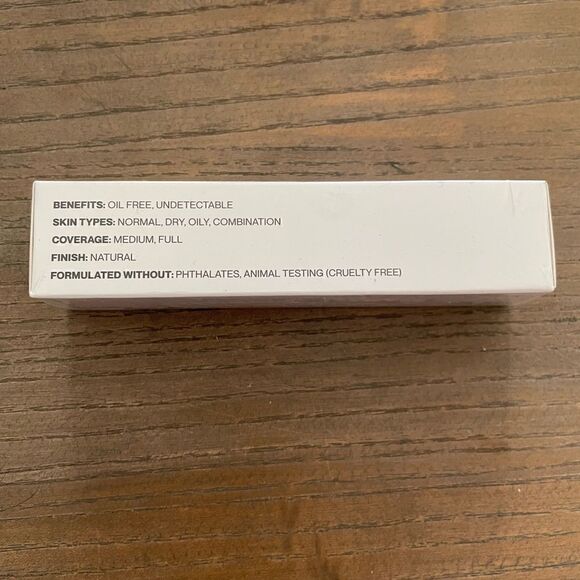 BENEFITS: OIL FREE, UNDETECTABLE
SKIN TYPES: NORMAL, DRY, OILY, COMBINATION
COVERAGE: MEDIUM, FULL
FINISH: NATURAL
FORMULATED WITHOUT: PHTHALATES, ANIMAL TESTING (CRUELTY FREE)